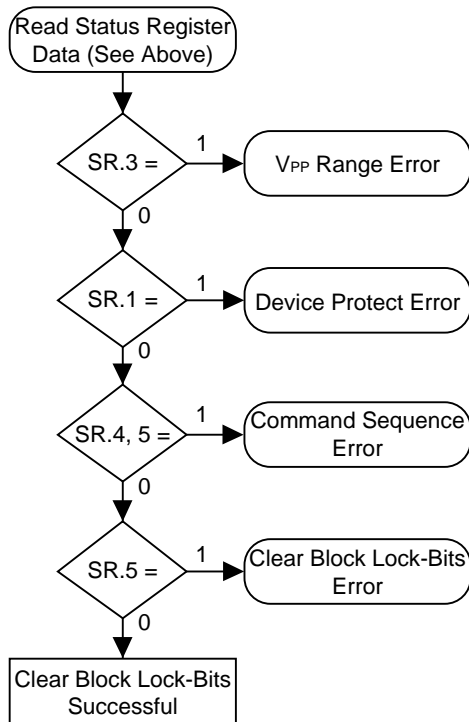 Read Status Register
Data (See Above)
SR.3 =
1
VPP Range Error
0
SR.1 =
1
Device Protect Error
0
SR.4, 5 =
1
Command Sequence
Error
0
SR.5 =
1
Clear Block Lock-Bits
Error
0
Clear Block Lock-Bits
Successful